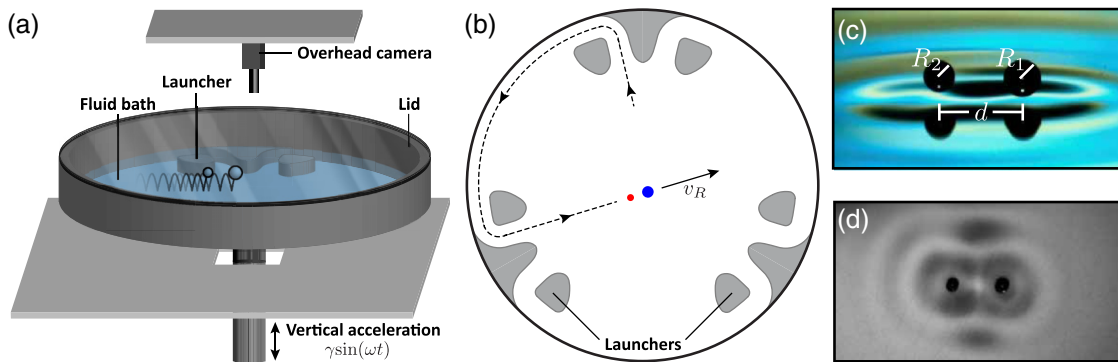 (a)
Overhead camera
Launcher
Fluid bath
Lid
Vertical acceleration
γsin(ωt)
(b)
v_R
Launchers
(c)
R_2
R_1
d
(d)